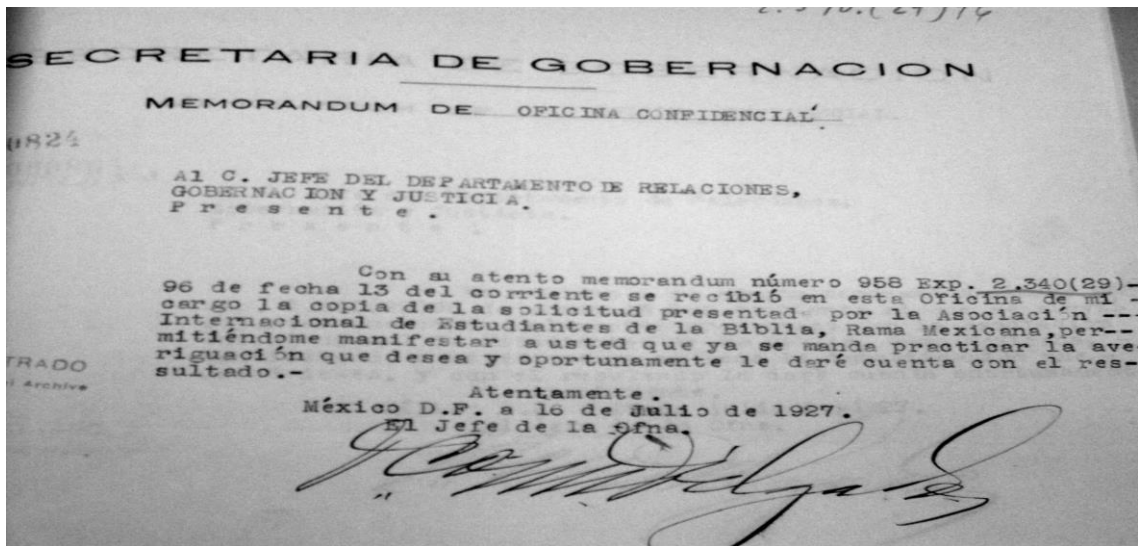 SECRETARIA DE GOBERNACION
MEMORANDUM DE OFICINA CONFIDENCIAL
Al C. JEFE DEL DEPARTAMENTO DE RELACIONES,
GOBERNACION Y JUSTICIA.
P r e s e n t e .
Con su atento memorandum número 958 Exp. 2.340(29)-
96 de fecha 13 del corriente se recibió en esta Oficina de mi -
cargo la copia de la solicitud presentad por la Asociación ---
Internacional de Estudiantes de la Biblia, Rama Mexicana,per--
mitiéndome manifestar a usted que ya se manda practicar la ave
riguación que desea y oportunamente le daré cuenta con el res-
sultado.-
TRADO
Archivo
Atentamente.
México D.F. a 16 de Julio de 1927.
El Jefe de la Ofna.